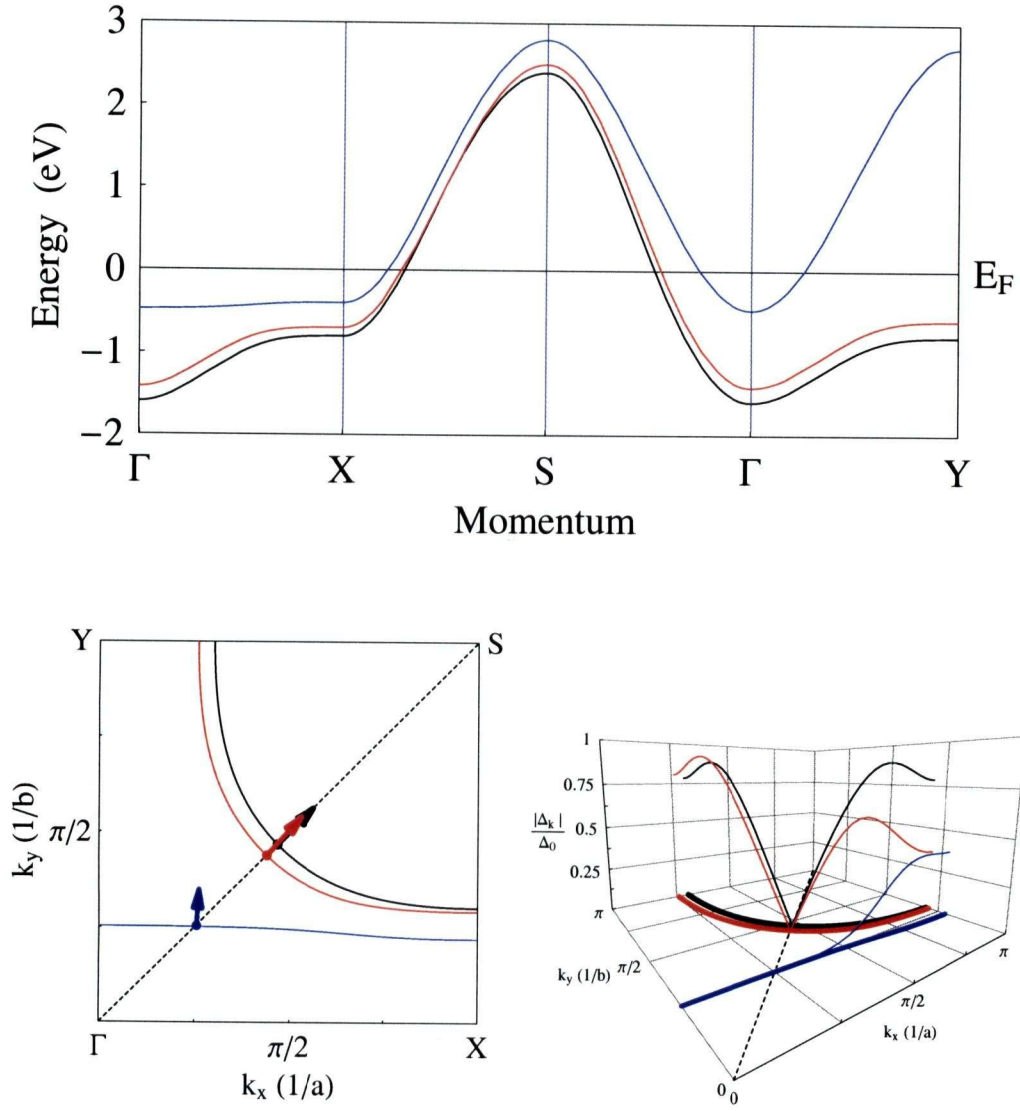 3
2
1
0
−1
−2
Energy (eV)
E_F
Γ X S Γ Y
Momentum
Y S
k_y (1/b)
π/2
Γ π/2 X
k_x (1/a)
1
0.75
|Δ_k|
Δ_0
0.5
0.25
π
k_y (1/b) π/2
0
0
π/2
π
k_x (1/a)